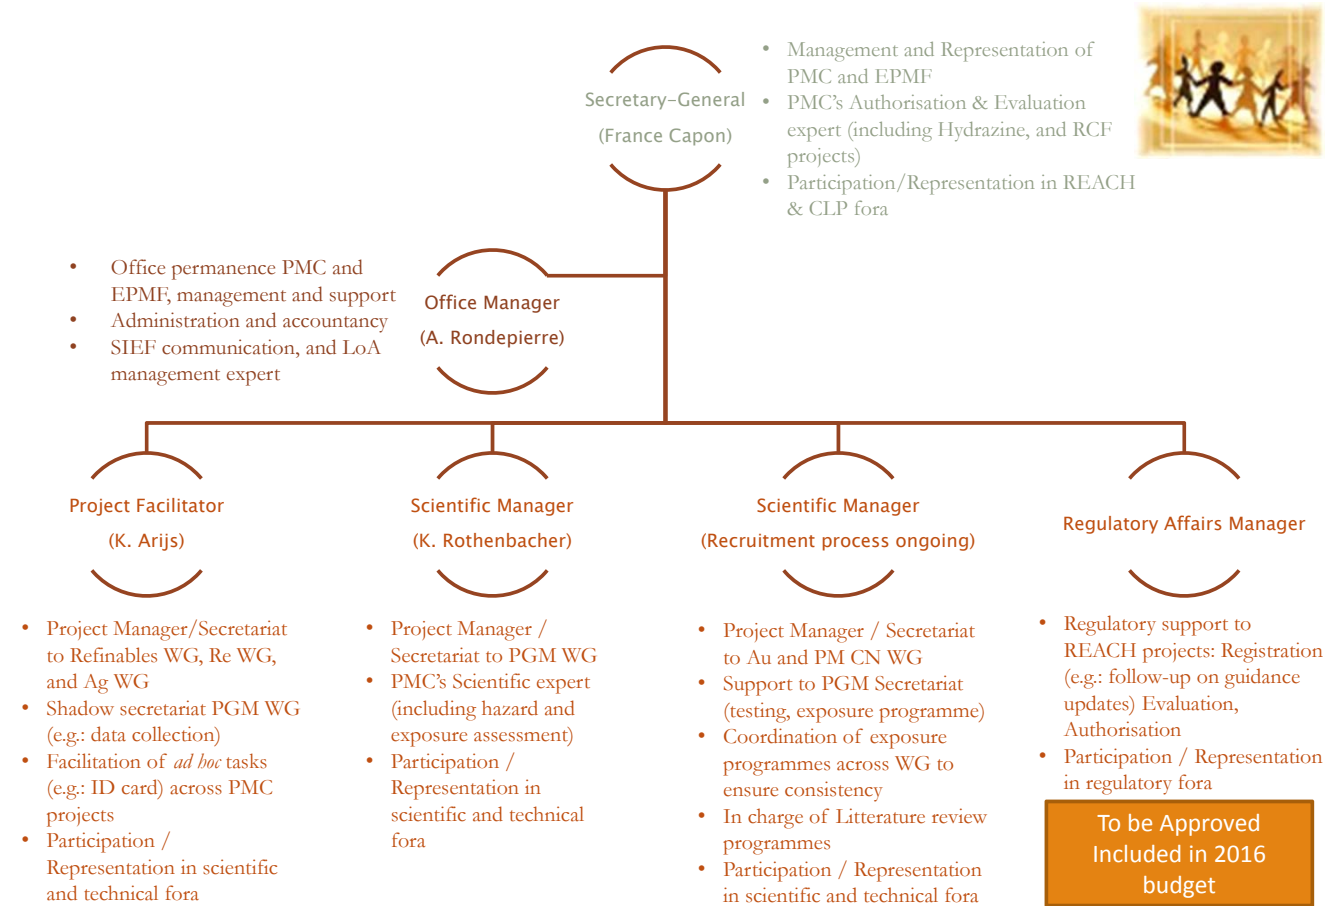 Secretary-General
(France Capon)
• Management and Representation of
PMC and EPMF
• PMC's Authorisation & Evaluation
expert (including Hydrazine, and RCF
projects)
• Participation/Representation in REACH
& CLP fora
• Office permanence PMC and
EPMF, management and support
• Administration and accountancy
• SIEF communication, and LoA
management expert
Office Manager
(A. Rondepierre)
Project Facilitator
(K. Arijs)
• Project Manager/Secretariat
to Refinables WG, Re WG,
and Ag WG
• Shadow secretariat PGM WG
(e.g.: data collection)
• Facilitation of ad hoc tasks
(e.g.: ID card) across PMC
projects
• Participation /
Representation in scientific
and technical fora
Scientific Manager
(K. Rothenbacher)
• Project Manager /
Secretariat to PGM WG
• PMC's Scientific expert
(including hazard and
exposure assessment)
• Participation /
Representation in
scientific and technical
fora
Scientific Manager
(Recruitment process ongoing)
• Project Manager / Secretariat
to Au and PM CN WG
• Support to PGM Secretariat
(testing, exposure programme)
• Coordination of exposure
programmes across WG to
ensure consistency
• In charge of Litterature review
programmes
• Participation / Representation
in scientific and technical fora
Regulatory Affairs Manager
• Regulatory support to
REACH projects: Registration
(e.g.: follow-up on guidance
updates) Evaluation,
Authorisation
• Participation / Representation
in regulatory fora
To be Approved
Included in 2016
budget